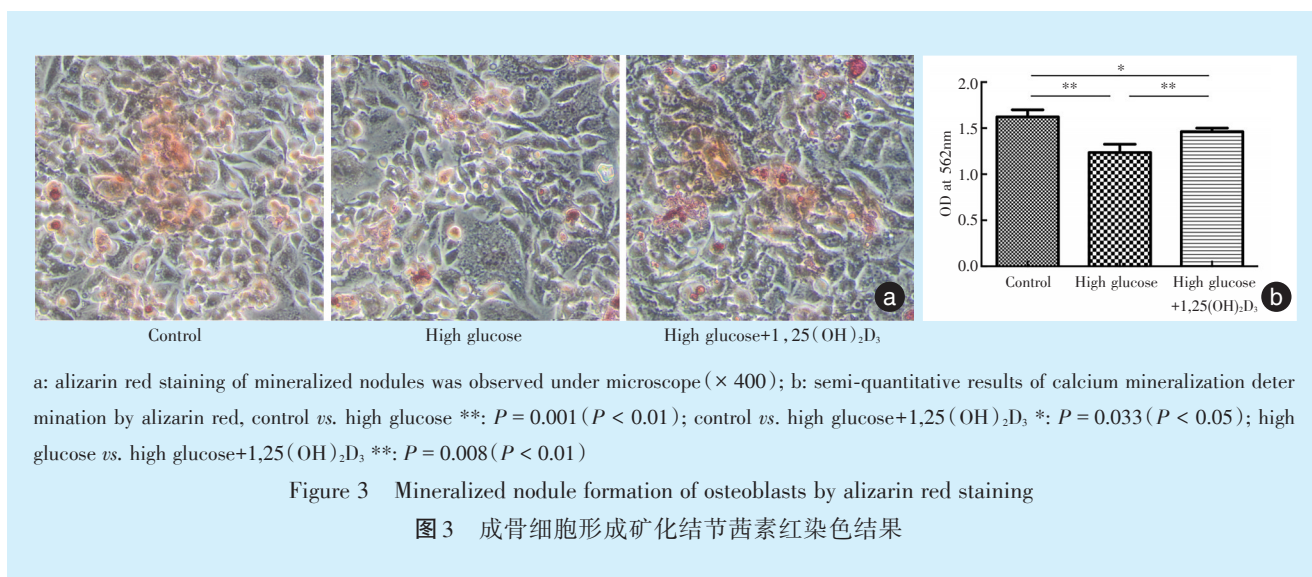 a
Control
High glucose
High glucose+1,25(OH)₂D₃
OD at 562nm
2.0
1.5
1.0
0.5
0.0
*
**
**
Control
High glucose
High glucose
+1,25(OH)₂D₃
b
a: alizarin red staining of mineralized nodules was observed under microscope(× 400); b: semi-quantitative results of calcium mineralization deter
mination by alizarin red, control vs. high glucose **: P = 0.001(P < 0.01); control vs. high glucose+1,25(OH)₂D₃ *: P = 0.033(P < 0.05); high
glucose vs. high glucose+1,25(OH)₂D₃ **: P = 0.008(P < 0.01)
Figure 3 Mineralized nodule formation of osteoblasts by alizarin red staining
图3 成骨细胞形成矿化结节茜素红染色结果